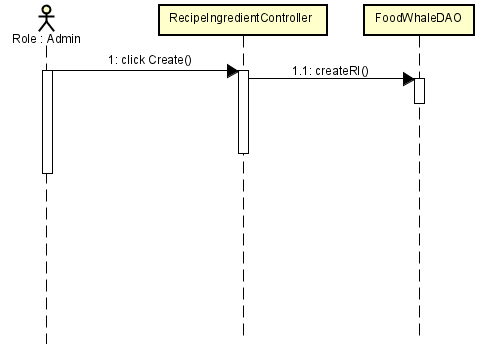 RecipeIngredientController
FoodWhaleDAO
Role : Admin
1: click Create()
1.1: createRI()